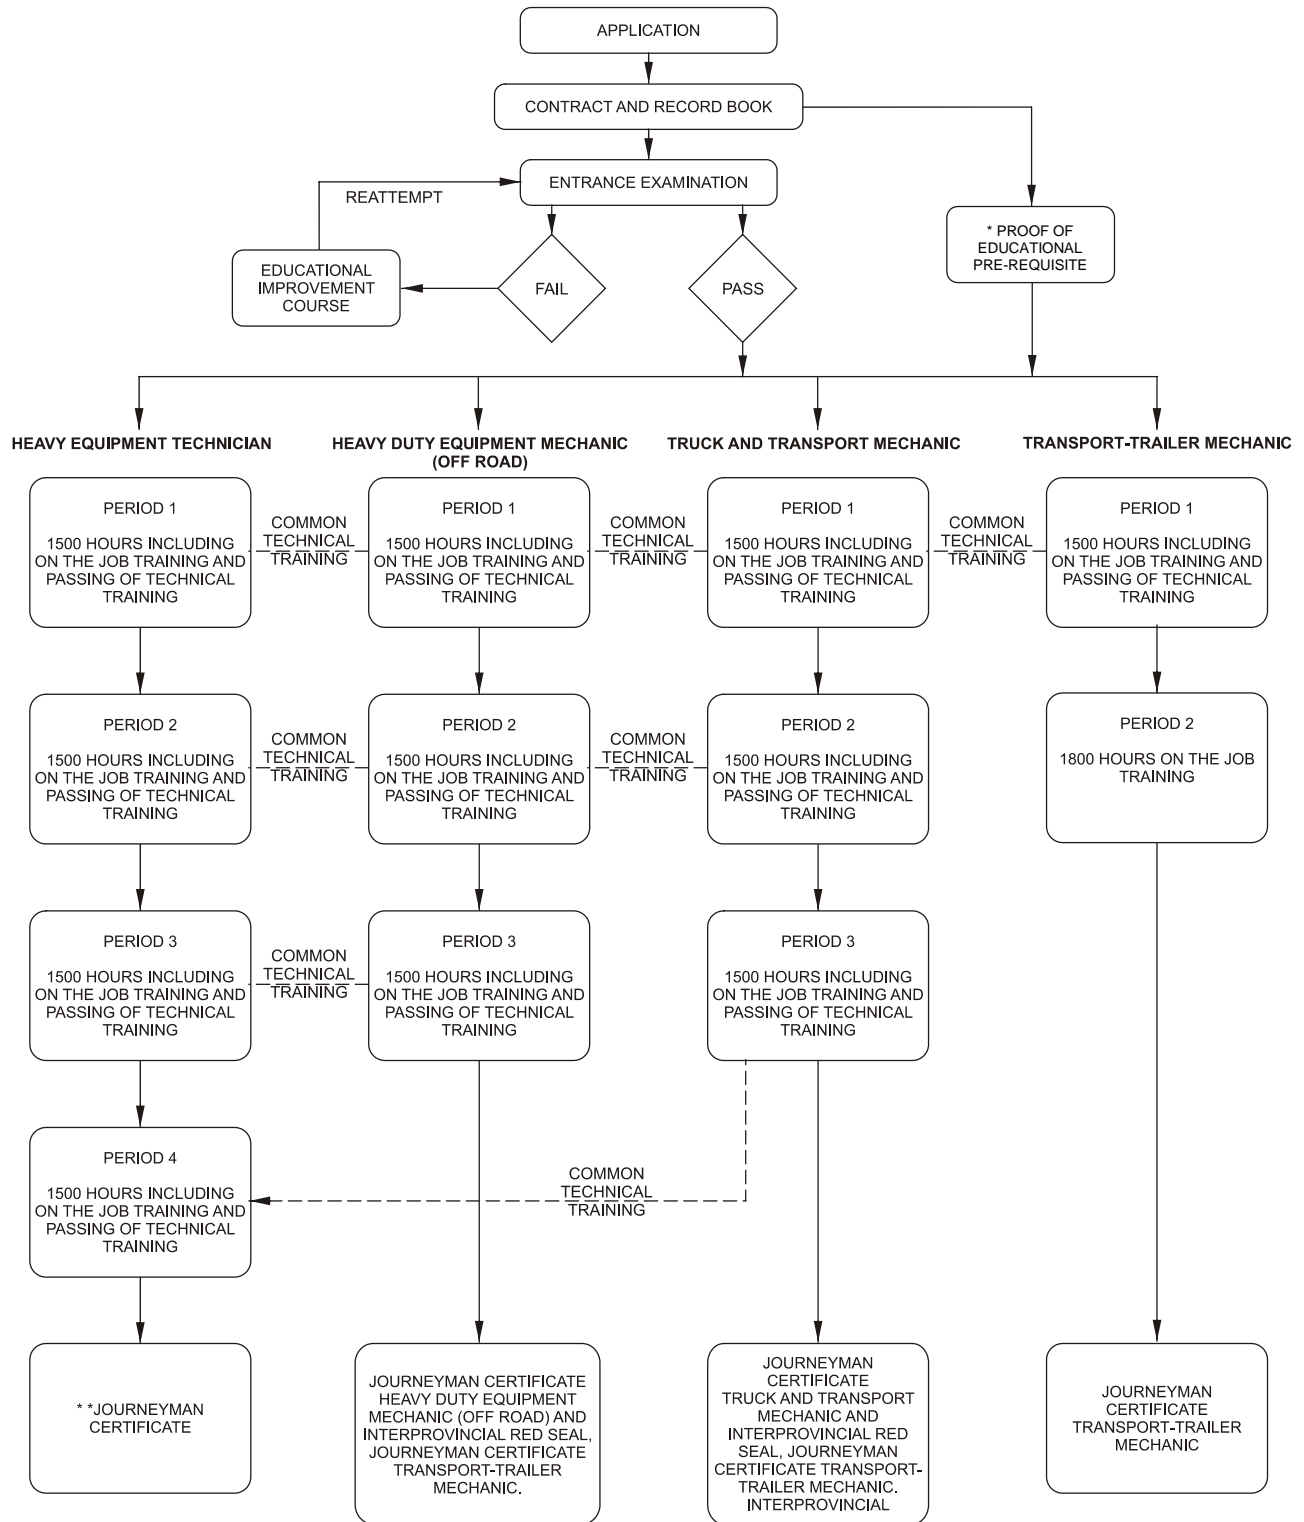 APPLICATION
CONTRACT AND RECORD BOOK
ENTRANCE EXAMINATION
REATTEMPT
* PROOF OF
EDUCATIONAL
PRE-REQUISITE
EDUCATIONAL
IMPROVEMENT
COURSE
FAIL
PASS
HEAVY EQUIPMENT TECHNICIAN
HEAVY DUTY EQUIPMENT MECHANIC
(OFF ROAD)
TRUCK AND TRANSPORT MECHANIC
TRANSPORT-TRAILER MECHANIC
PERIOD 1
1500 HOURS INCLUDING
ON THE JOB TRAINING AND
PASSING OF TECHNICAL
TRAINING
COMMON
TECHNICAL
TRAINING
PERIOD 1
1500 HOURS INCLUDING
ON THE JOB TRAINING AND
PASSING OF TECHNICAL
TRAINING
COMMON
TECHNICAL
TRAINING
PERIOD 1
1500 HOURS INCLUDING
ON THE JOB TRAINING AND
PASSING OF TECHNICAL
TRAINING
COMMON
TECHNICAL
TRAINING
PERIOD 1
1500 HOURS INCLUDING
ON THE JOB TRAINING AND
PASSING OF TECHNICAL
TRAINING
PERIOD 2
1500 HOURS INCLUDING
ON THE JOB TRAINING AND
PASSING OF TECHNICAL
TRAINING
COMMON
TECHNICAL
TRAINING
PERIOD 2
1500 HOURS INCLUDING
ON THE JOB TRAINING AND
PASSING OF TECHNICAL
TRAINING
COMMON
TECHNICAL
TRAINING
PERIOD 2
1500 HOURS INCLUDING
ON THE JOB TRAINING AND
PASSING OF TECHNICAL
TRAINING
PERIOD 2
1800 HOURS ON THE JOB
TRAINING
PERIOD 3
1500 HOURS INCLUDING
ON THE JOB TRAINING AND
PASSING OF TECHNICAL
TRAINING
COMMON
TECHNICAL
TRAINING
PERIOD 3
1500 HOURS INCLUDING
ON THE JOB TRAINING AND
PASSING OF TECHNICAL
TRAINING
PERIOD 3
1500 HOURS INCLUDING
ON THE JOB TRAINING AND
PASSING OF TECHNICAL
TRAINING
PERIOD 4
1500 HOURS INCLUDING
ON THE JOB TRAINING AND
PASSING OF TECHNICAL
TRAINING
COMMON
TECHNICAL
TRAINING
* *JOURNEYMAN
CERTIFICATE
JOURNEYMAN CERTIFICATE
HEAVY DUTY EQUIPMENT
MECHANIC (OFF ROAD) AND
INTERPROVINCIAL RED SEAL,
JOURNEYMAN CERTIFICATE
TRANSPORT-TRAILER
MECHANIC.
JOURNEYMAN
CERTIFICATE
TRUCK AND TRANSPORT
MECHANIC AND
INTERPROVINCIAL RED
SEAL, JOURNEYMAN
CERTIFICATE TRANSPORT-
TRAILER MECHANIC.
INTERPROVINCIAL
JOURNEYMAN
CERTIFICATE
TRANSPORT-TRAILER
MECHANIC